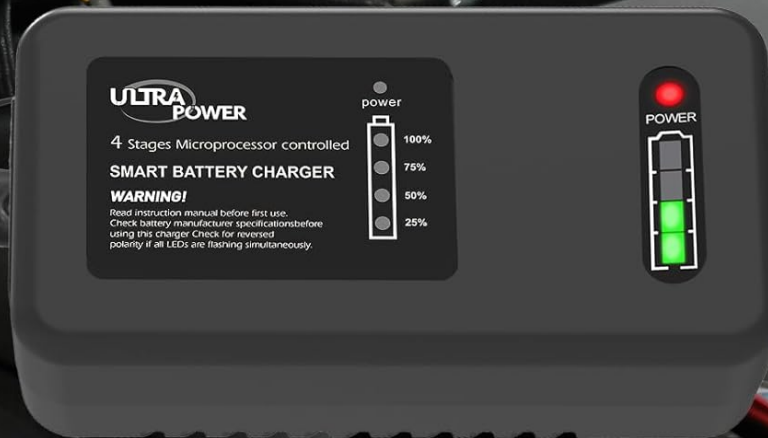 ULTRA
POWER
4 Stages Microprocessor controlled
SMART BATTERY CHARGER
WARNING!
Read instruction manual before first use.
Check battery manufacturer specificationsbefore
using this charger Check for reversed
polarity if all LEDs are flashing simultaneously.
power
100%
75%
50%
25%
POWER